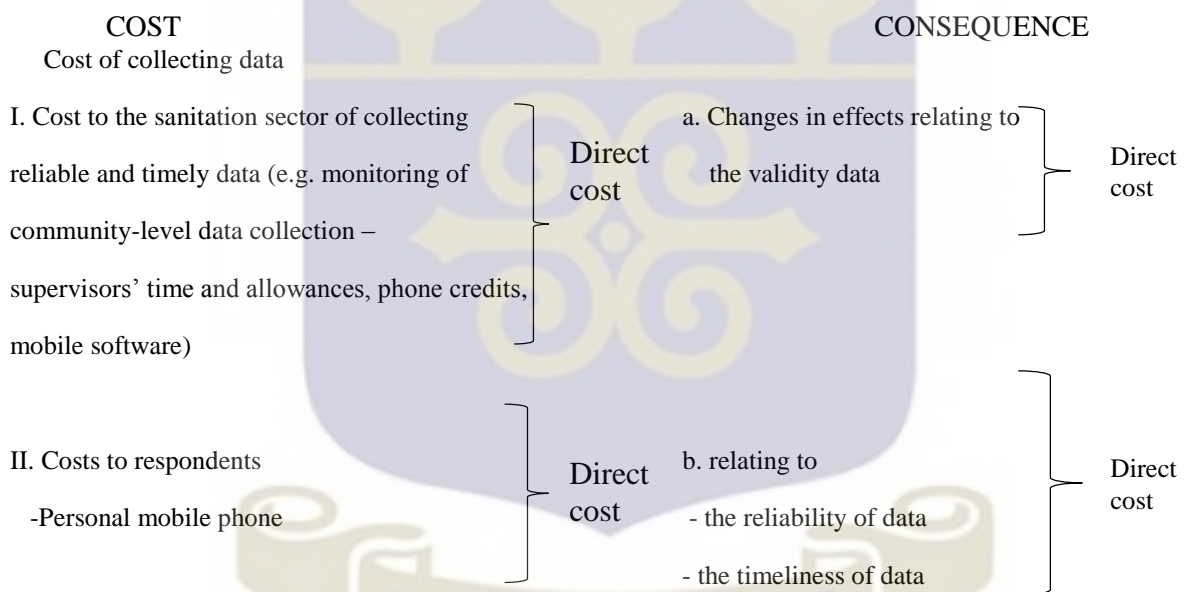 COST
CONSEQUENCE
Cost of collecting data
I. Cost to the sanitation sector of collecting
reliable and timely data (e.g. monitoring of
community-level data collection –
supervisors’ time and allowances, phone credits,
mobile software)
Direct
cost
a. Changes in effects relating to
the validity data
Direct
cost
II. Costs to respondents
-Personal mobile phone
Direct
cost
b. relating to
- the reliability of data
- the timeliness of data
Direct
cost